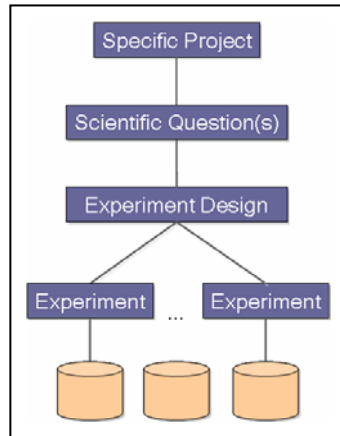 Specific Project
Scientific Question(s)
Experiment Design
Experiment ... Experiment